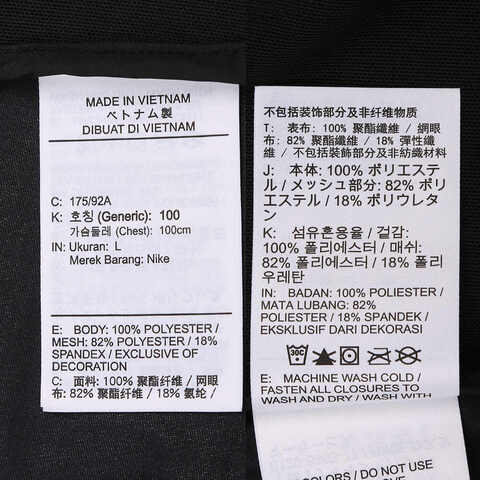 MADE IN VIETNAM
ベトナム製
DIBUAT DI VIETNAM
C: 175/92A
K: 호칭 (Generic): 100
가슴둘레 (Chest): 100cm
IN: Ukuran: L
Merek Barang: Nike
E: BODY: 100% POLYESTER /
MESH: 82% POLYESTER / 18%
SPANDEX / EXCLUSIVE OF
DECORATION
C: 面料: 100% 聚酯纤维 / 网眼
布: 82% 聚酯纤维 / 18% 氨纶 /
不包括装饰部分及非纤维物质
T: 表布: 100% 聚酯纖維 / 網眼
布: 82% 聚酯纖維 / 18% 彈性纖
維 / 不包括裝飾部分及非紡織材料
J: 本体: 100% ポリエステ
ル / メッシュ部分: 82% ポリ
エステル / 18% ポリウレタ
ン
K: 섬유혼용율 / 겉감:
100% 폴리에스터 / 매쉬:
82% 폴리에스터 / 18% 폴리
우레탄
IN: BADAN: 100% POLIESTER /
MATA LUBANG: 82%
POLIESTER / 18% SPANDEK /
EKSKLUSIF DARI DEKORASI
30C
E: MACHINE WASH COLD /
FASTEN ALL CLOSURES TO
WASH AND DRY / WASH WITH
COLORS / DO NOT USE